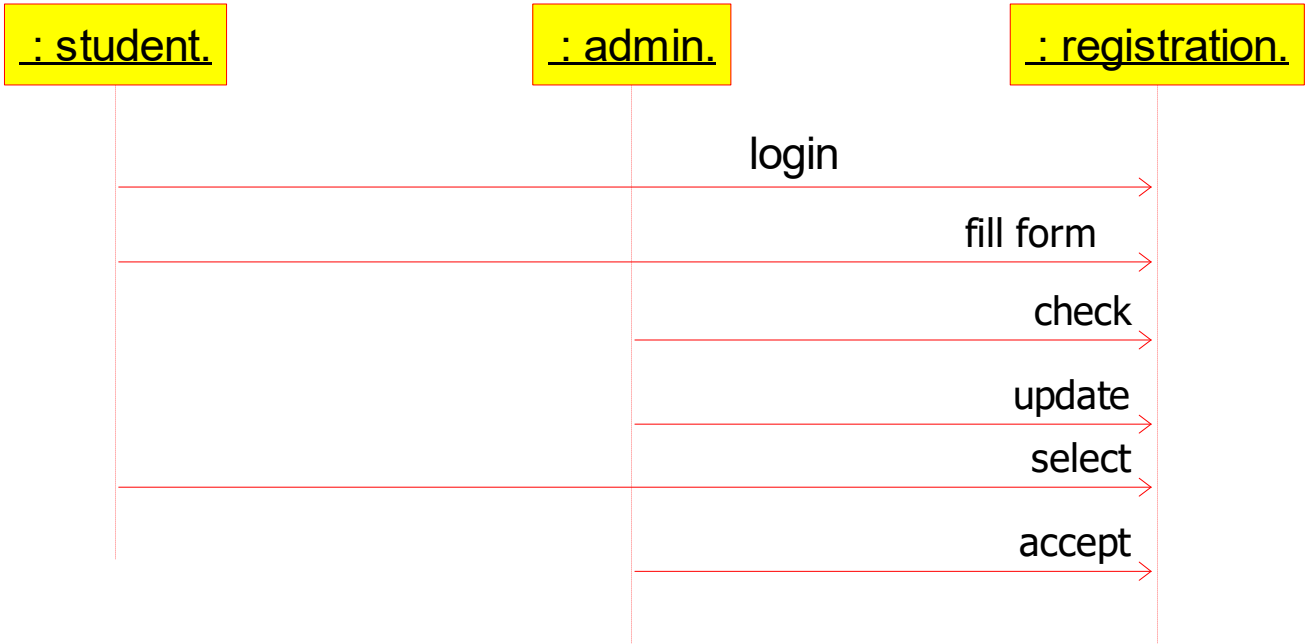 : student.
: admin.
: registration.
login
fill form
check
update
select
accept